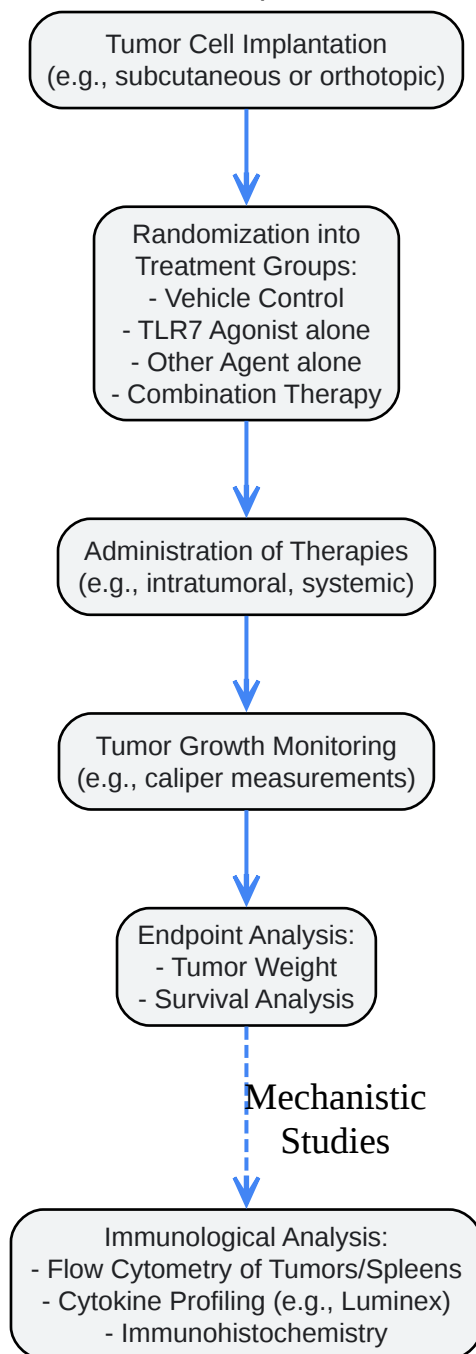 Tumor Cell Implantation
(e.g., subcutaneous or orthotopic)
Randomization into
Treatment Groups:
- Vehicle Control
- TLR7 Agonist alone
- Other Agent alone
- Combination Therapy
Administration of Therapies
(e.g., intratumoral, systemic)
Tumor Growth Monitoring
(e.g., caliper measurements)
Endpoint Analysis:
- Tumor Weight
- Survival Analysis
Mechanistic
Studies
Immunological Analysis:
- Flow Cytometry of Tumors/Spleens
- Cytokine Profiling (e.g., Luminex)
- Immunohistochemistry